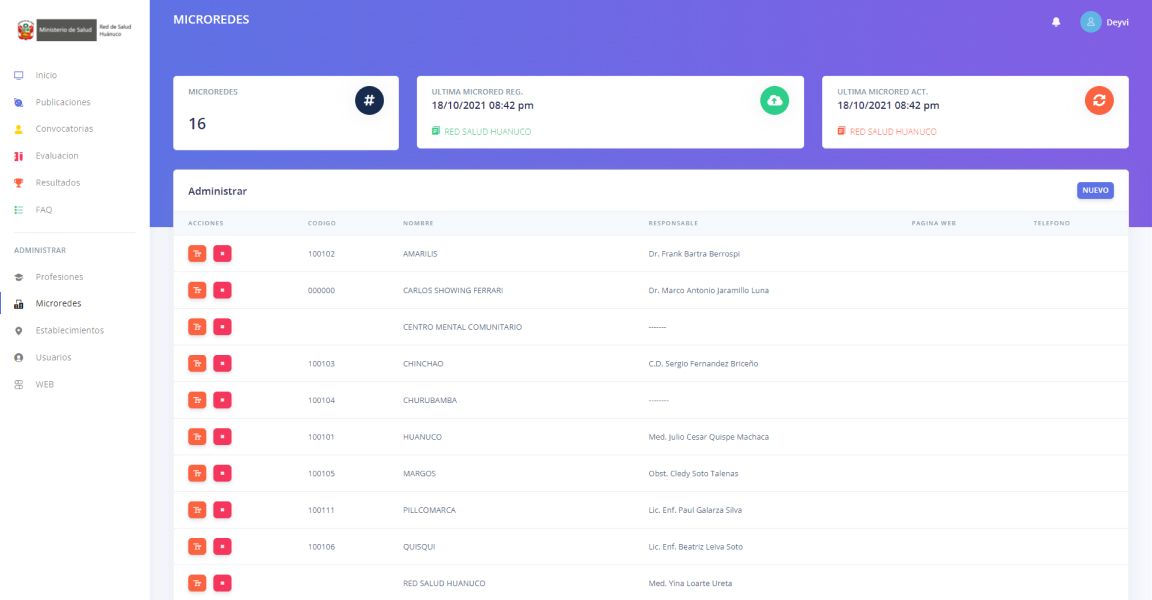 Ministerio de Salud
Red de Salud
Huánuco
MICROREDES
Deyvi
Inicio
Publicaciones
Convocatorias
Evaluacion
Resultados
FAQ
ADMINISTRAR
Profesiones
Microredes
Establecimientos
Usuarios
WEB
MICROREDES
#
16
ULTIMA MICRORED REG.
18/10/2021 08:42 pm
RED SALUD HUANUCO
ULTIMA MICRORED ACT.
18/10/2021 08:42 pm
RED SALUD HUANUCO
Administrar
NUEVO
ACCIONES CODIGO NOMBRE RESPONSABLE PAGINA WEB TELEFONO
100102 AMARILIS Dr. Frank Bartra Berrospi
000000 CARLOS SHOWING FERRARI Dr. Marco Antonio Jaramillo Luna
CENTRO MENTAL COMUNITARIO -------
100103 CHINCHAO C.D. Sergio Fernandez Briceño
100104 CHURUBAMBA --------
100101 HUANUCO Med. Julio Cesar Quispe Machaca
100105 MARGOS Obst. Cledy Soto Talenas
100111 PILLCOMARCA Lic. Enf. Paul Galarza Silva
100106 QUISQUI Lic. Enf. Beatriz Leiva Soto
RED SALUD HUANUCO Med. Yina Loarte Ureta